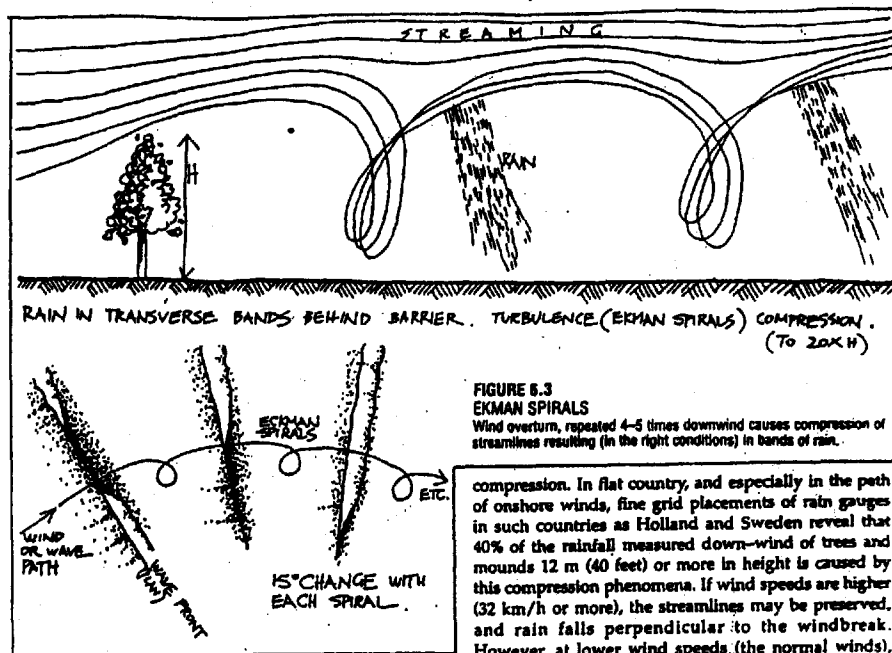 STREAMING
H
RAIN
RAIN IN TRANSVERSE BANDS BEHIND BARRIER. TURBULENCE (EKMAN SPIRALS) COMPRESSION.
(TO 20×H)
ECKMAN
SPIRALS
ETC.
WIND
OR WAVE
PATH
WAVE FRONT
15° CHANGE WITH
EACH SPIRAL.
FIGURE 6.3
EKMAN SPIRALS
Wind overturn, repeated 4–5 times downwind causes compression of
streamlines resulting (in the right conditions) in bands of rain.
compression. In flat country, and especially in the path
of onshore winds, fine grid placements of rain gauges
in such countries as Holland and Sweden reveal that
40% of the rainfall measured down–wind of trees and
mounds 12 m (40 feet) or more in height is caused by
this compression phenomena. If wind speeds are higher
(32 km/h or more), the streamlines may be preserved,
and rain falls perpendicular to the windbreak.
However, at lower wind speeds (the normal winds),